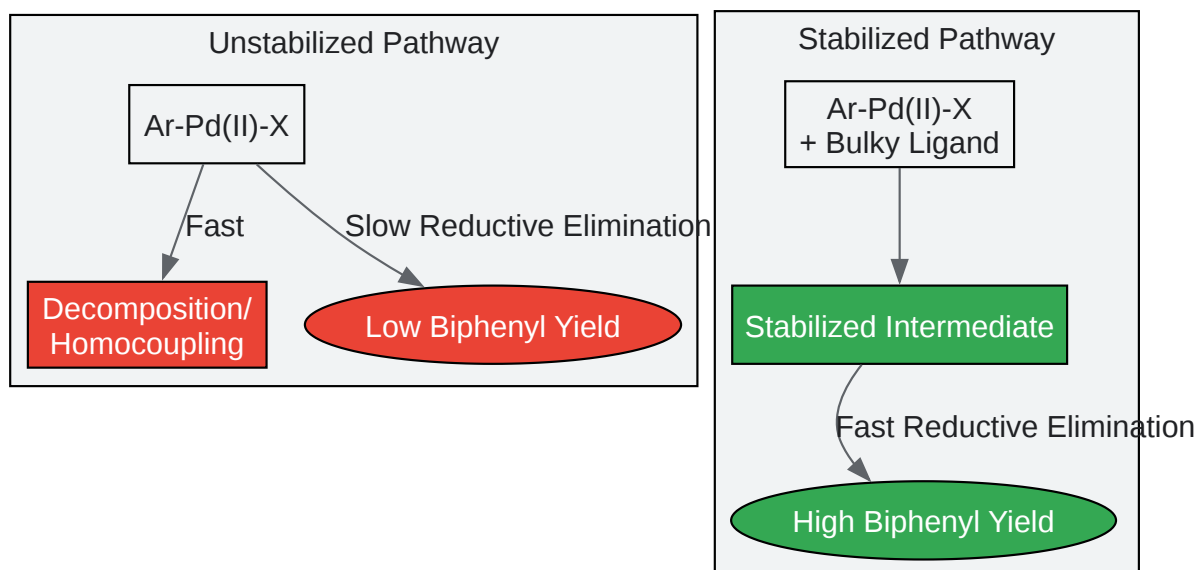 Unstabilized Pathway
Ar-Pd(II)-X
Fast
Slow Reductive Elimination
Decomposition/
Homocoupling
Low Biphenyl Yield
Stabilized Pathway
Ar-Pd(II)-X
+ Bulky Ligand
Stabilized Intermediate
Fast Reductive Elimination
High Biphenyl Yield